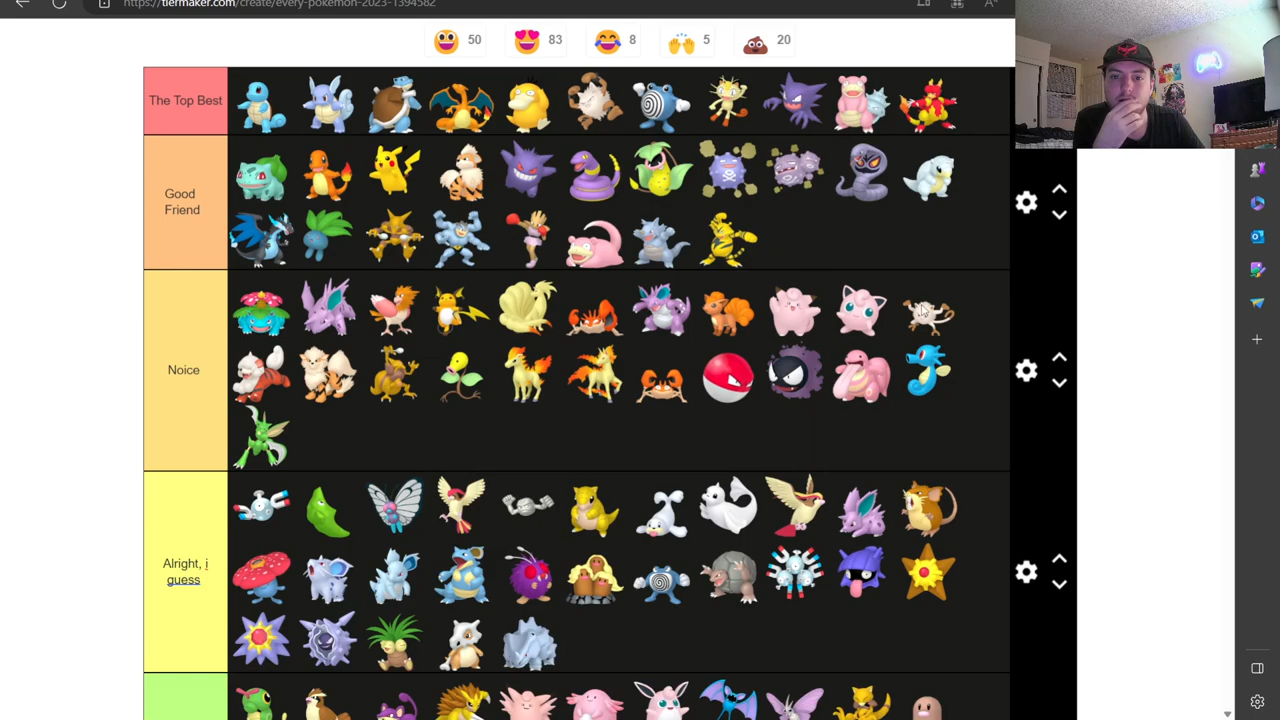 https://tiermaker.com/create/every-pokemon-2023-1394582
50
83
8
5
20
The Top Best
Good
Friend
Noice
Alright, i
guess